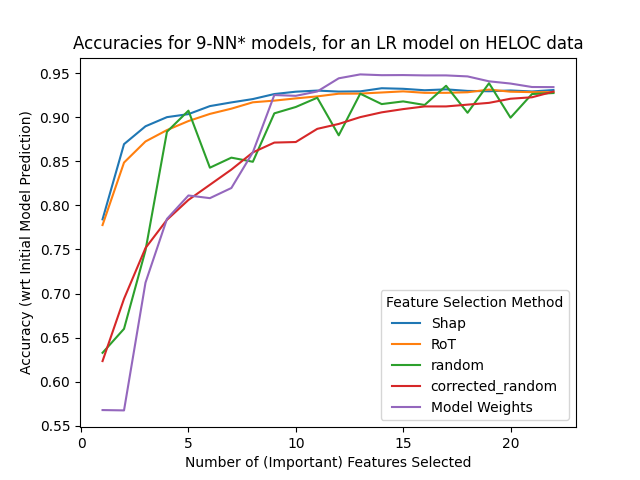 Accuracies for 9-NN* models, for an LR model on HELOC data
Accuracy (wrt Initial Model Prediction)
0.95
0.90
0.85
0.80
0.75
0.70
0.65
0.60
0.55
Feature Selection Method
Shap
RoT
random
corrected_random
Model Weights
0 5 10 15 20
Number of (Important) Features Selected